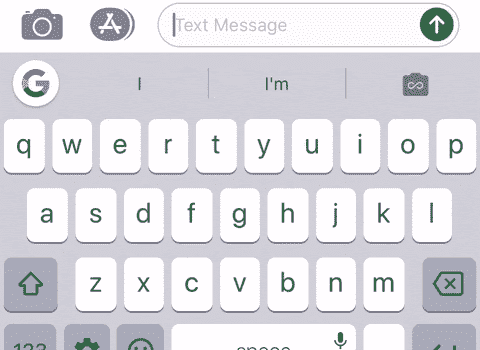 Text Message
G I I'm
q w e r t y u i o p
a s d f g h j k l
z x c v b n m
123 space